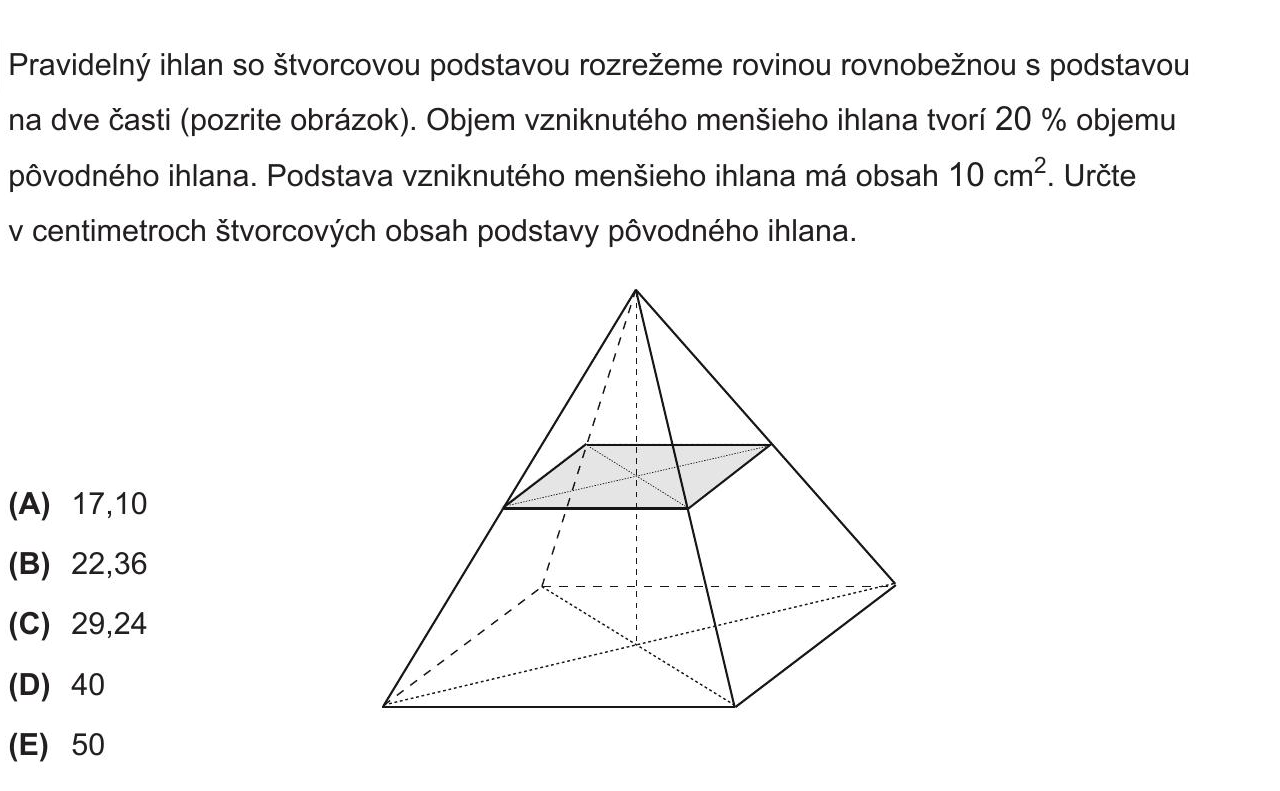 Pravidelný ihlan so štvorcovou podstavou rozrežeme rovinou rovnobežnou s podstavou
na dve časti (pozrite obrázok). Objem vzniknutého menšieho ihlana tvorí 20 % objemu
pôvodného ihlana. Podstava vzniknutého menšieho ihlana má obsah 10 cm². Určte
v centimetroch štvorcových obsah podstavy pôvodného ihlana.
(A) 17,10
(B) 22,36
(C) 29,24
(D) 40
(E) 50